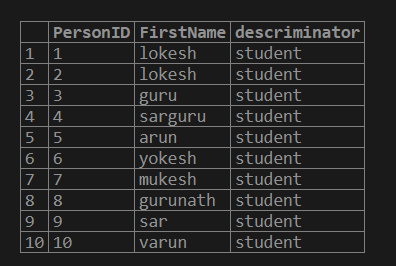 PersonID FirstName descriminator
1 1 lokesh student
2 2 lokesh student
3 3 guru student
4 4 sarguru student
5 5 arun student
6 6 yokesh student
7 7 mukesh student
8 8 gurunath student
9 9 sar student
10 10 varun student